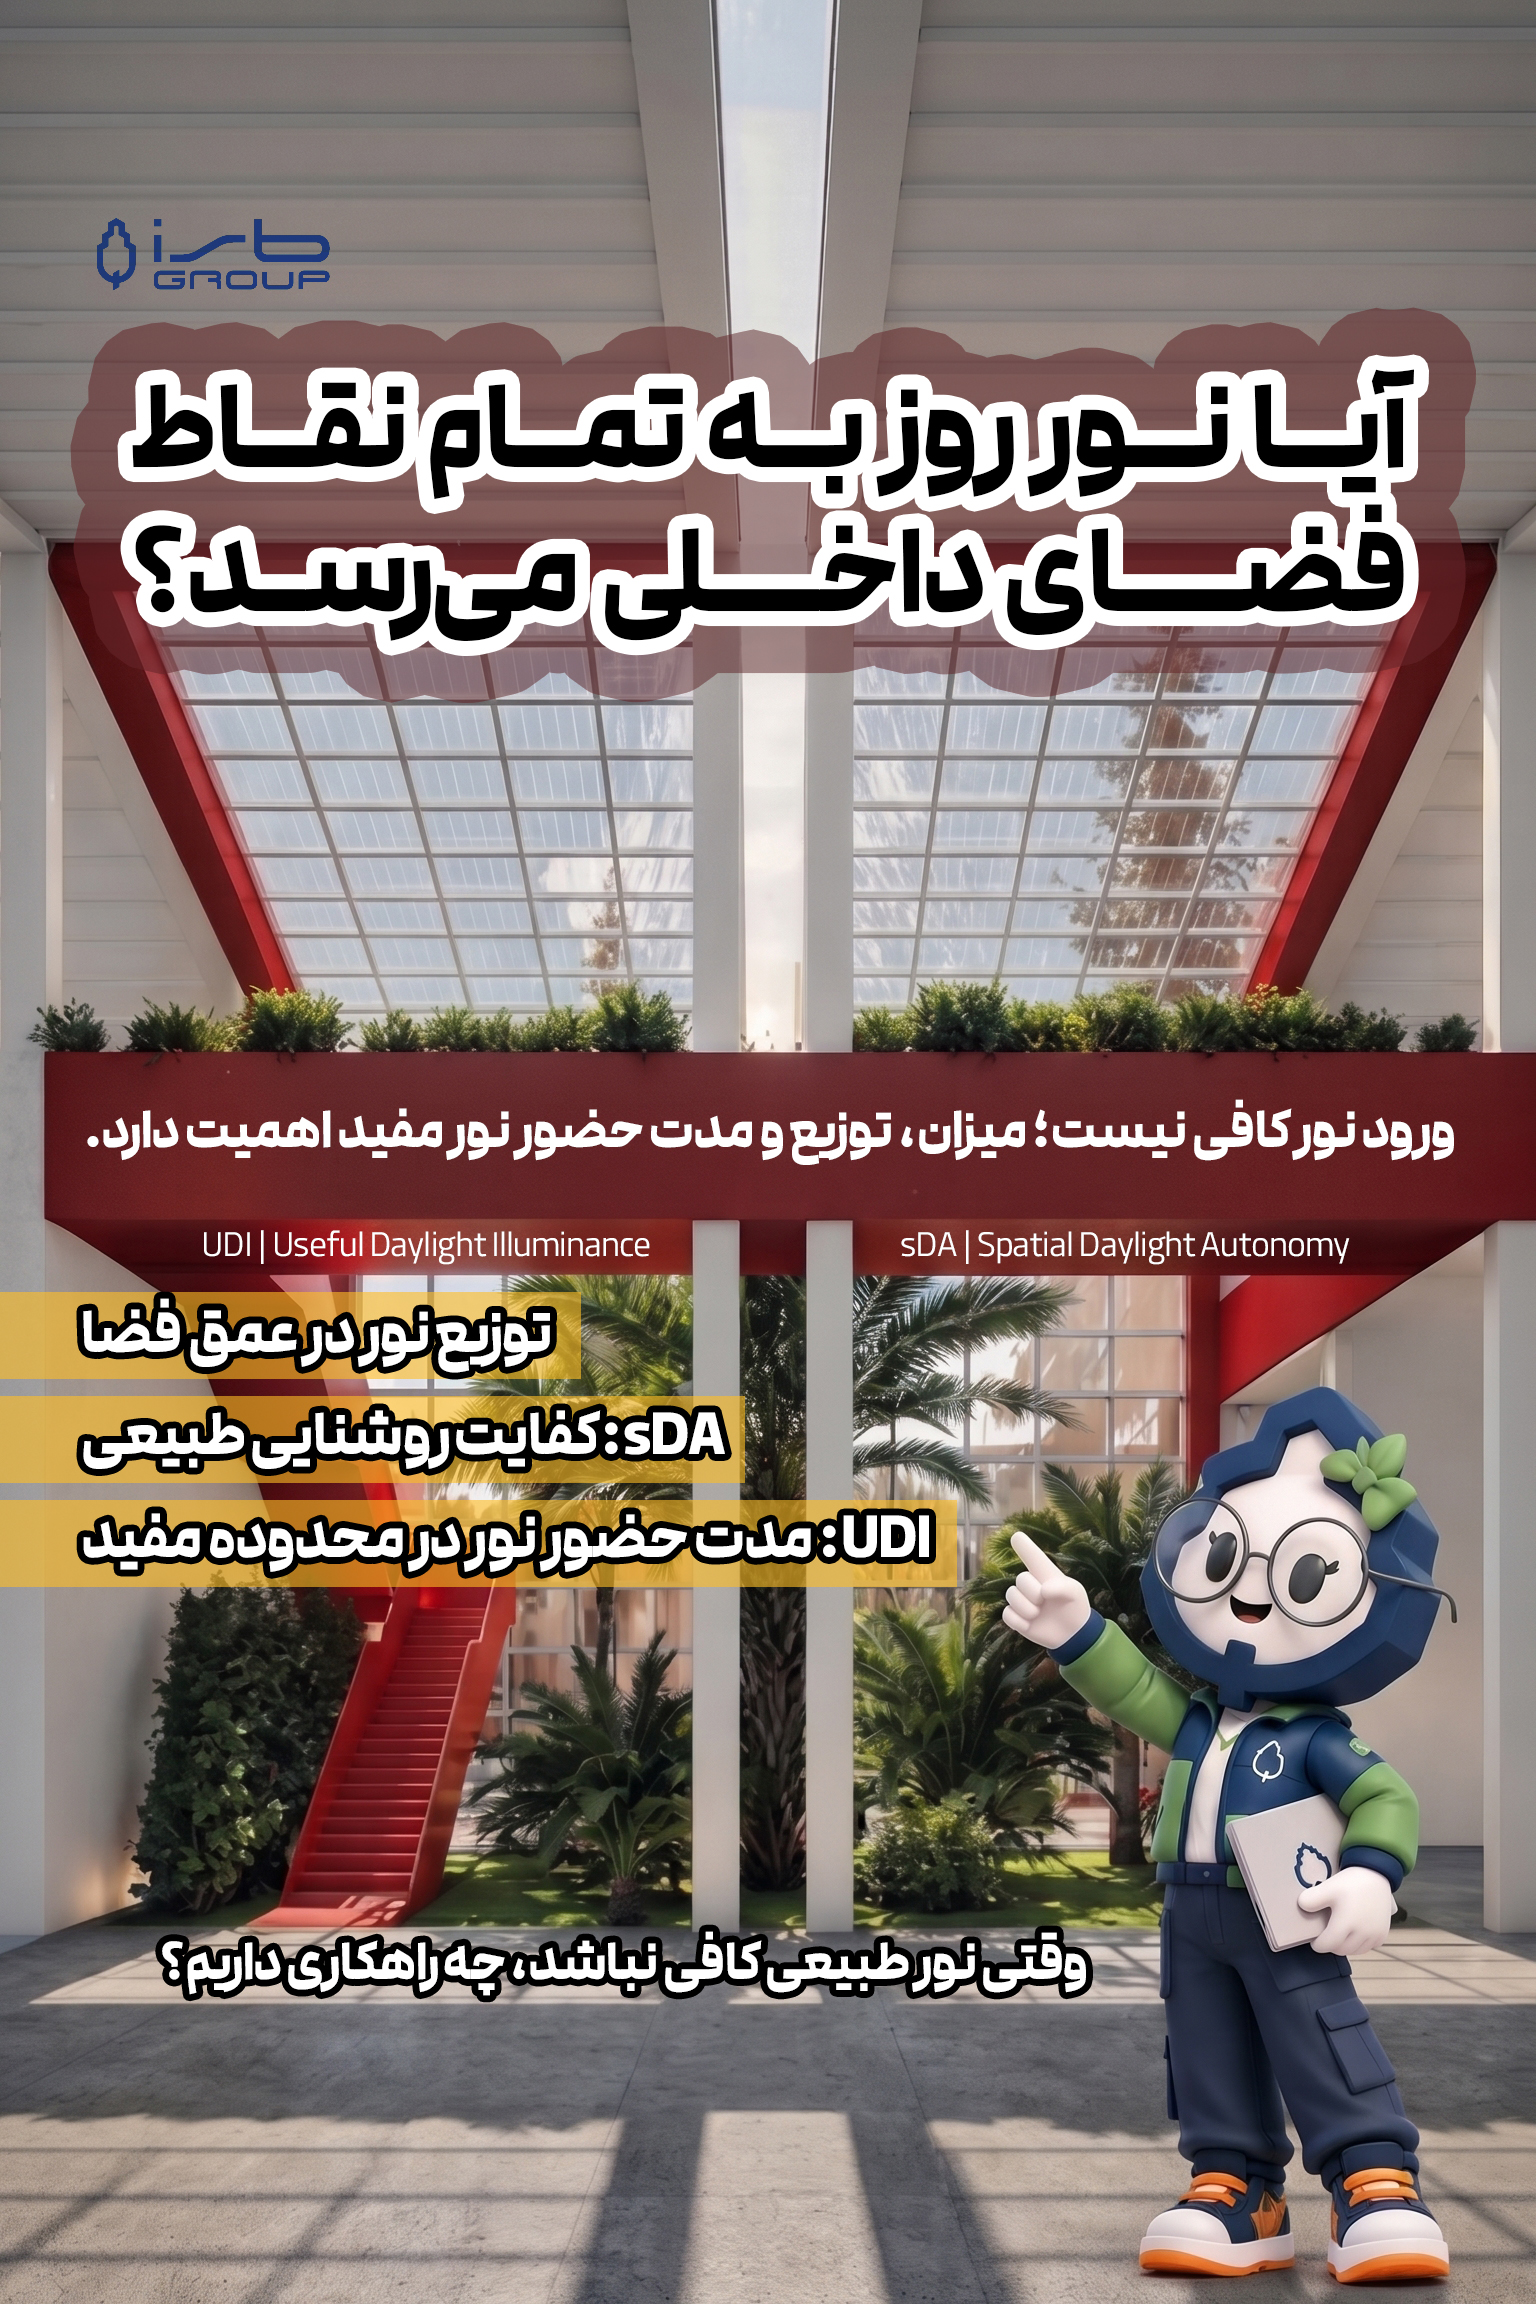 isb
GROUP
آیا نور روز به تمام نقاط
فضای داخلی می‌رسد؟
ورود نور کافی نیست؛ میزان، توزیع و مدت حضور نور مفید اهمیت دارد.
UDI | Useful Daylight Illuminance
sDA | Spatial Daylight Autonomy
توزیع نور در عمق فضا
sDA: کفایت روشنایی طبیعی
UDI: مدت حضور نور در محدوده مفید
وقتی نور طبیعی کافی نباشد، چه راهکاری داریم؟